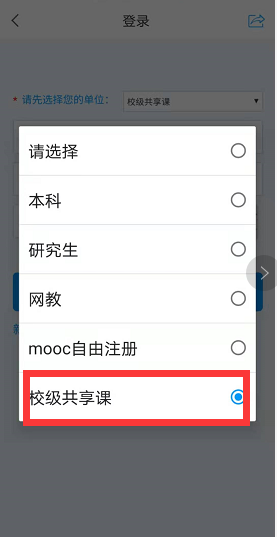 登录
* 请先选择您的单位： 校级共享课
请选择
本科
研究生
网教
mooc自由注册
校级共享课